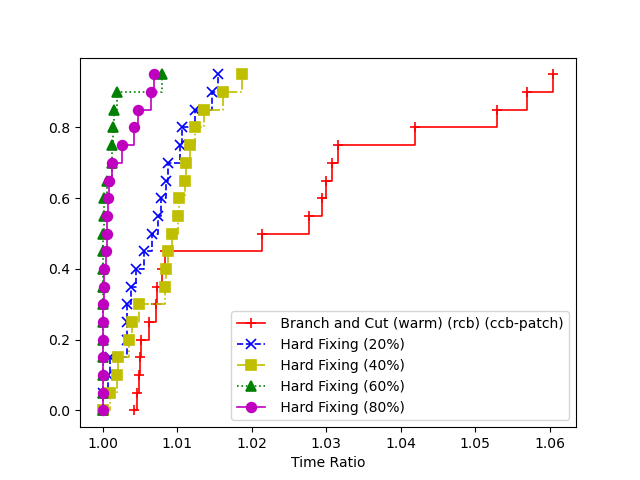 0.8
0.6
0.4
0.2
0.0
Branch and Cut (warm) (rcb) (ccb-patch)
Hard Fixing (20%)
Hard Fixing (40%)
Hard Fixing (60%)
Hard Fixing (80%)
1.00 1.01 1.02 1.03 1.04 1.05 1.06
Time Ratio